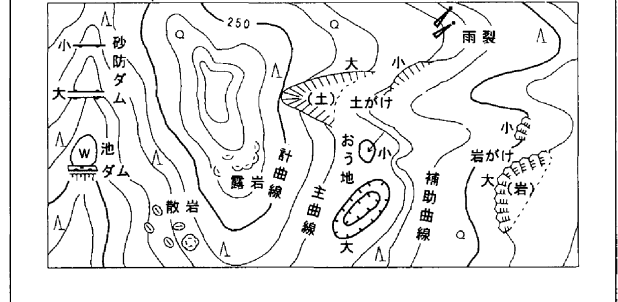 250
小
大
砂防ダム
W
池
ダム
散岩
露岩
計曲線
主曲線
大
小
(土)
土がけ
おう地
小
大
補助曲線
雨裂
小
岩がけ
大
(岩)
Q
Q
Q
Q